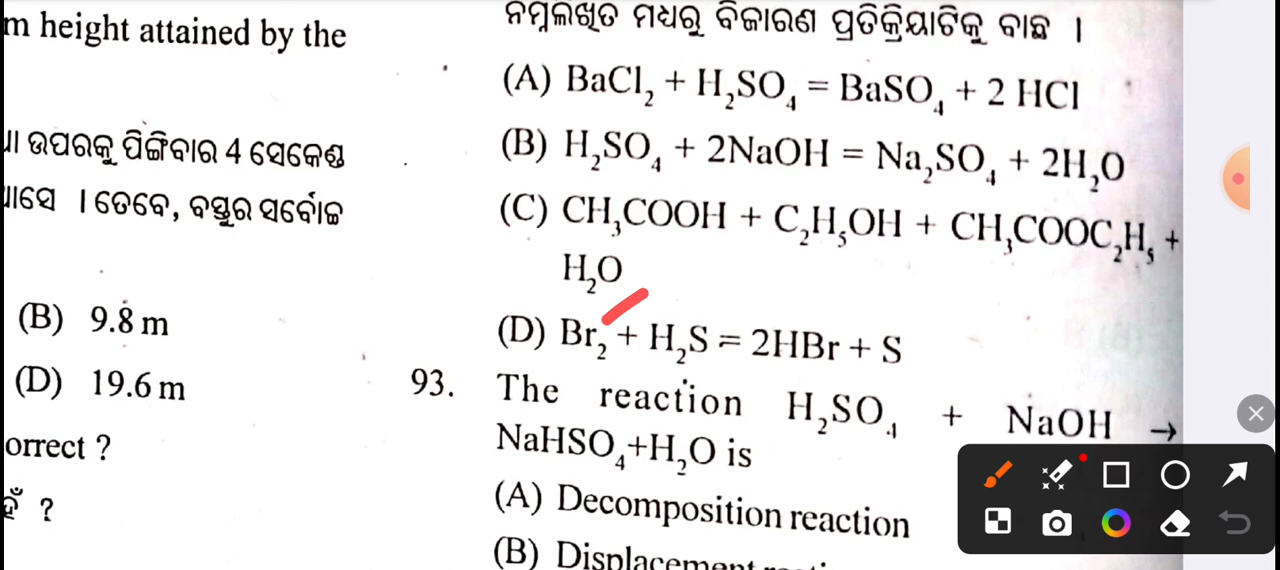 m height attained by the
ଉପରକୁ ପିଙ୍ଗିବାର 4 ସେକେଣ୍ଡ
ଆସେ । ତେବେ, ବସ୍ତୁର ସର୍ବୋଚ୍ଚ
(B) 9.8 m
(D) 19.6 m
orrect ?
ନିମ୍ନଲିଖିତ ମଧ୍ୟରୁ ବିଜାରଣ ପ୍ରତିକ୍ରିୟାଟିକୁ ବାଛ ।
(A) BaCl₂ + H₂SO₄ = BaSO₄ + 2 HCl
(B) H₂SO₄ + 2NaOH = Na₂SO₄ + 2H₂O
(C) CH₃COOH + C₂H₅OH + CH₃COOC₂H₅ +
H₂O
(D) Br₂ + H₂S = 2HBr + S
93. The reaction H₂SO₄ + NaOH →
NaHSO₄+H₂O is
(A) Decomposition reaction
(B) Displacement